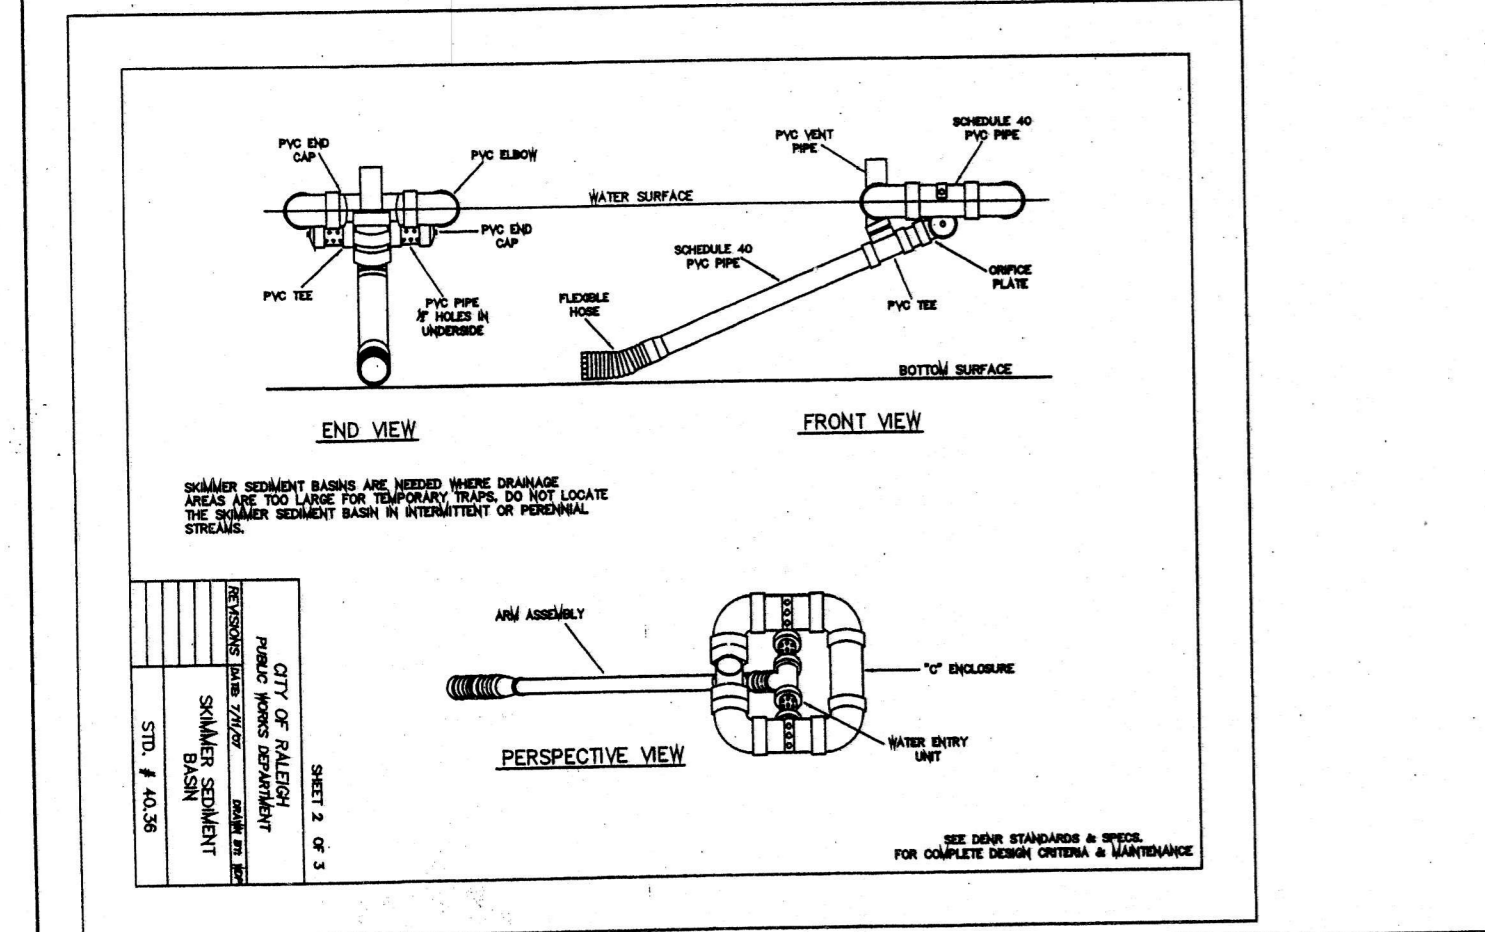 PVC END
CAP
PVC ELBOW
WATER SURFACE
PVC VENT
PIPE
SCHEDULE 40
PVC PIPE
PVC END
CAP
PVC TEE
PVC PIPE
½" HOLES IN
UNDERSIDE
SCHEDULE 40
PVC PIPE
FLEXIBLE
HOSE
ORIFICE
PLATE
PVC TEE
BOTTOM SURFACE
END VIEW
FRONT VIEW
SKIMMER SEDIMENT BASINS ARE NEEDED WHERE DRAINAGE
AREAS ARE TOO LARGE FOR TEMPORARY TRAPS. DO NOT LOCATE
THE SKIMMER SEDIMENT BASIN IN INTERMITTENT OR PERENNIAL
STREAMS.
ARM ASSEMBLY
"C" ENCLOSURE
WATER ENTRY
UNIT
PERSPECTIVE VIEW
SHEET 2 OF 3
CITY OF RALEIGH
PUBLIC WORKS DEPARTMENT
REVISIONS DATE: 7/11/07 DRAWN BY:
SKIMMER SEDIMENT
BASIN
STD. # 40.36
SEE DENR STANDARDS & SPECS.
FOR COMPLETE DESIGN CRITERIA & MAINTENANCE